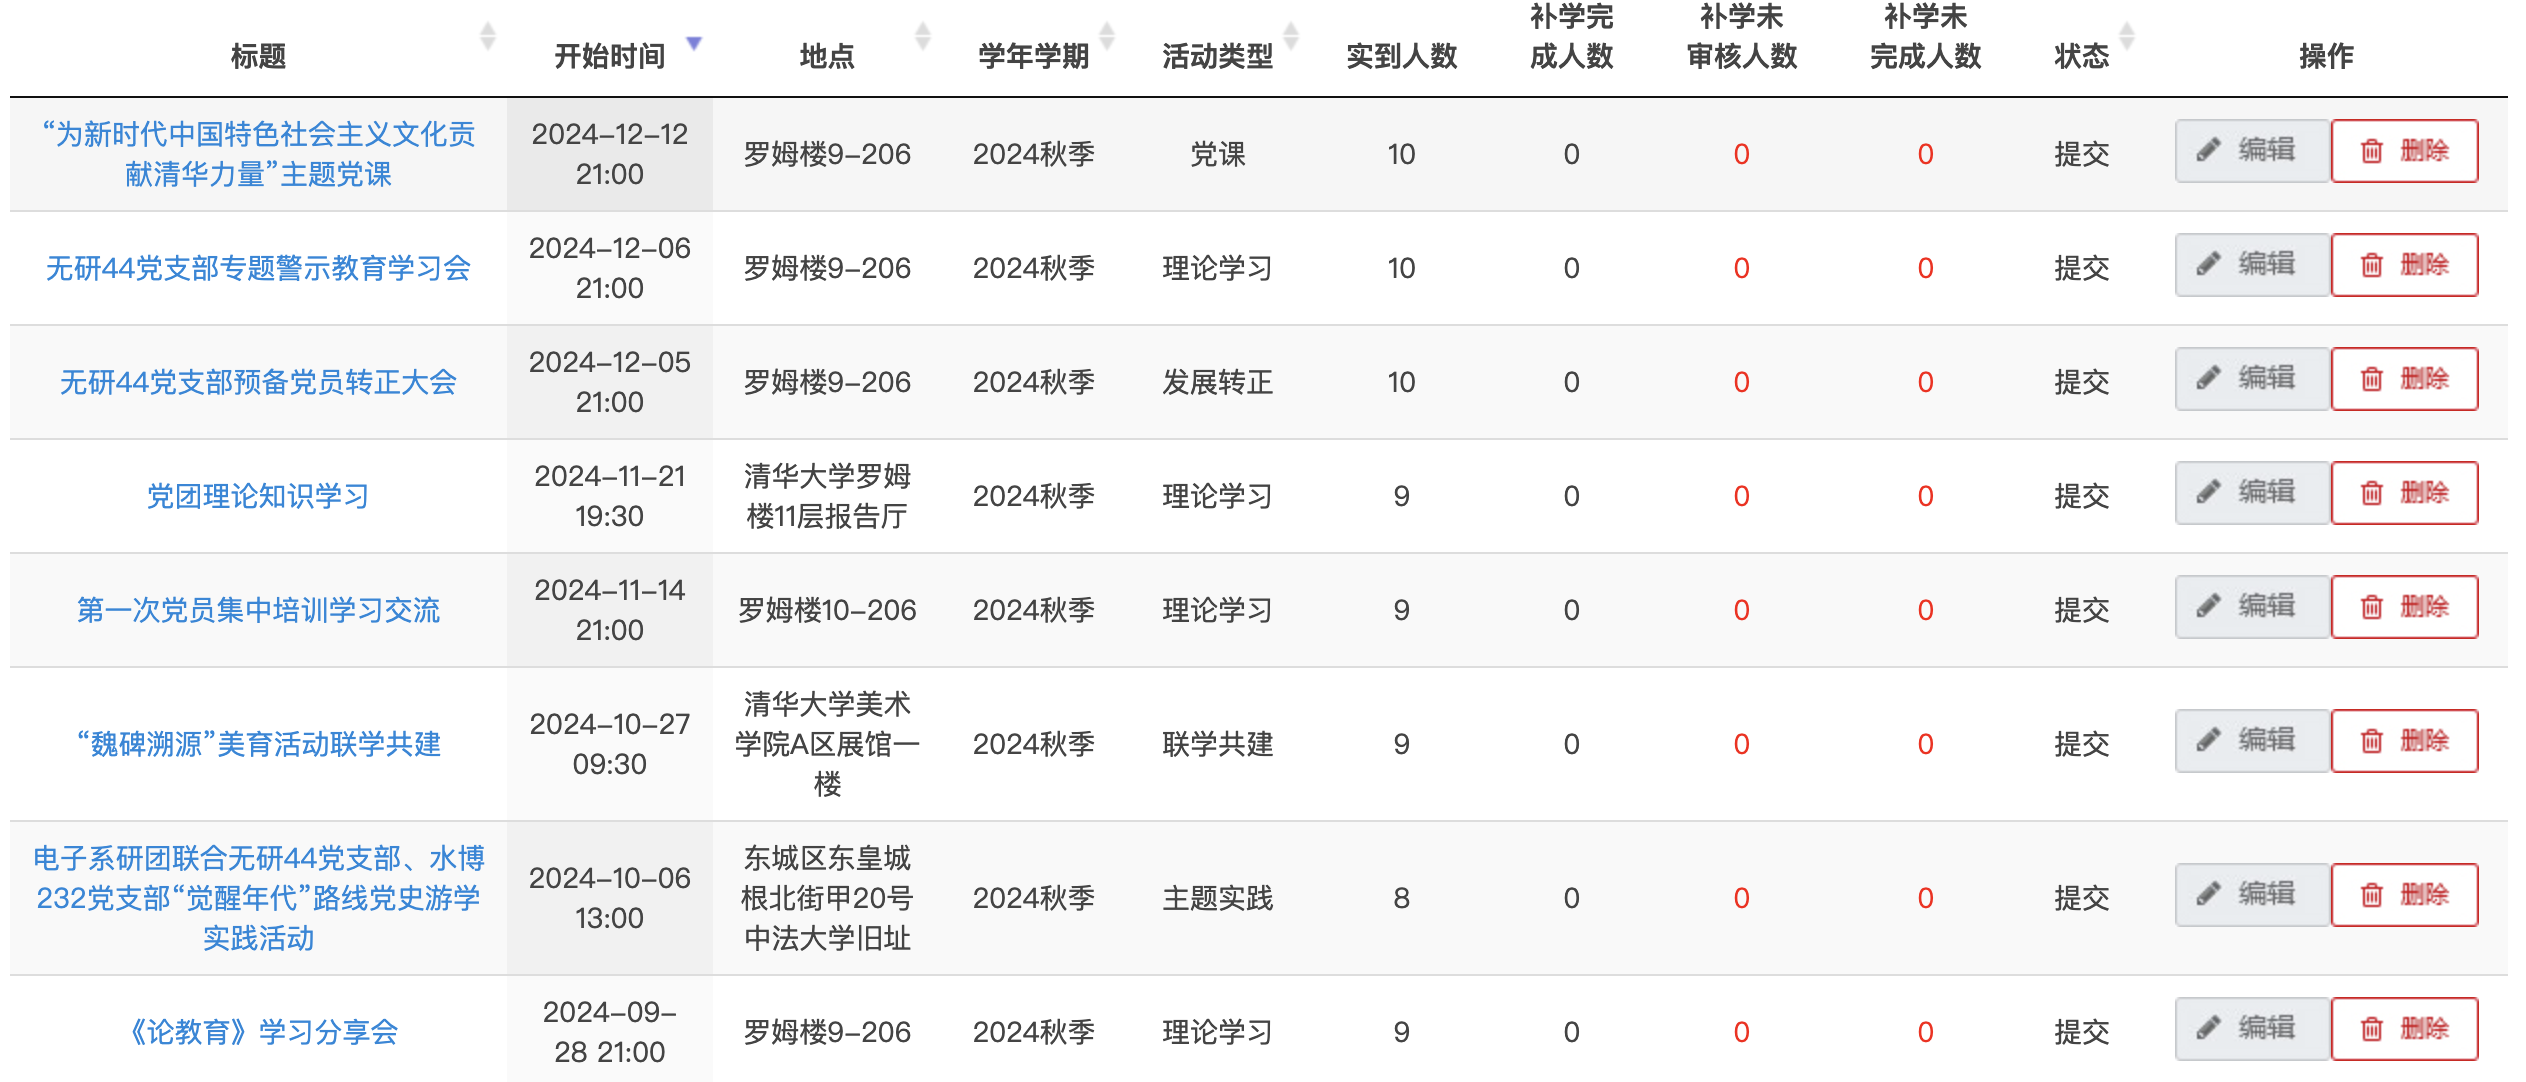 标题 开始时间 地点 学年学期 活动类型 实到人数 补学完成人数 补学未审核人数 补学未完成人数 状态 操作
“为新时代中国特色社会主义文化贡
献清华力量”主题党课
2024-12-12
21:00
罗姆楼9-206 2024秋季 党课 10 0 0 0 提交 编辑 删除
无研44党支部专题警示教育学习会
2024-12-06
21:00
罗姆楼9-206 2024秋季 理论学习 10 0 0 0 提交 编辑 删除
无研44党支部预备党员转正大会
2024-12-05
21:00
罗姆楼9-206 2024秋季 发展转正 10 0 0 0 提交 编辑 删除
党团理论知识学习
2024-11-21
19:30
清华大学罗姆
楼11层报告厅
2024秋季 理论学习 9 0 0 0 提交 编辑 删除
第一次党员集中培训学习交流
2024-11-14
21:00
罗姆楼10-206 2024秋季 理论学习 9 0 0 0 提交 编辑 删除
“魏碑溯源”美育活动联学共建
2024-10-27
09:30
清华大学美术
学院A区展馆一
楼
2024秋季 联学共建 9 0 0 0 提交 编辑 删除
电子系研团联合无研44党支部、水博
232党支部“觉醒年代”路线党史游学
实践活动
2024-10-06
13:00
东城区东皇城
根北街甲20号
中法大学旧址
2024秋季 主题实践 8 0 0 0 提交 编辑 删除
《论教育》学习分享会
2024-09-
28 21:00
罗姆楼9-206 2024秋季 理论学习 9 0 0 0 提交 编辑 删除